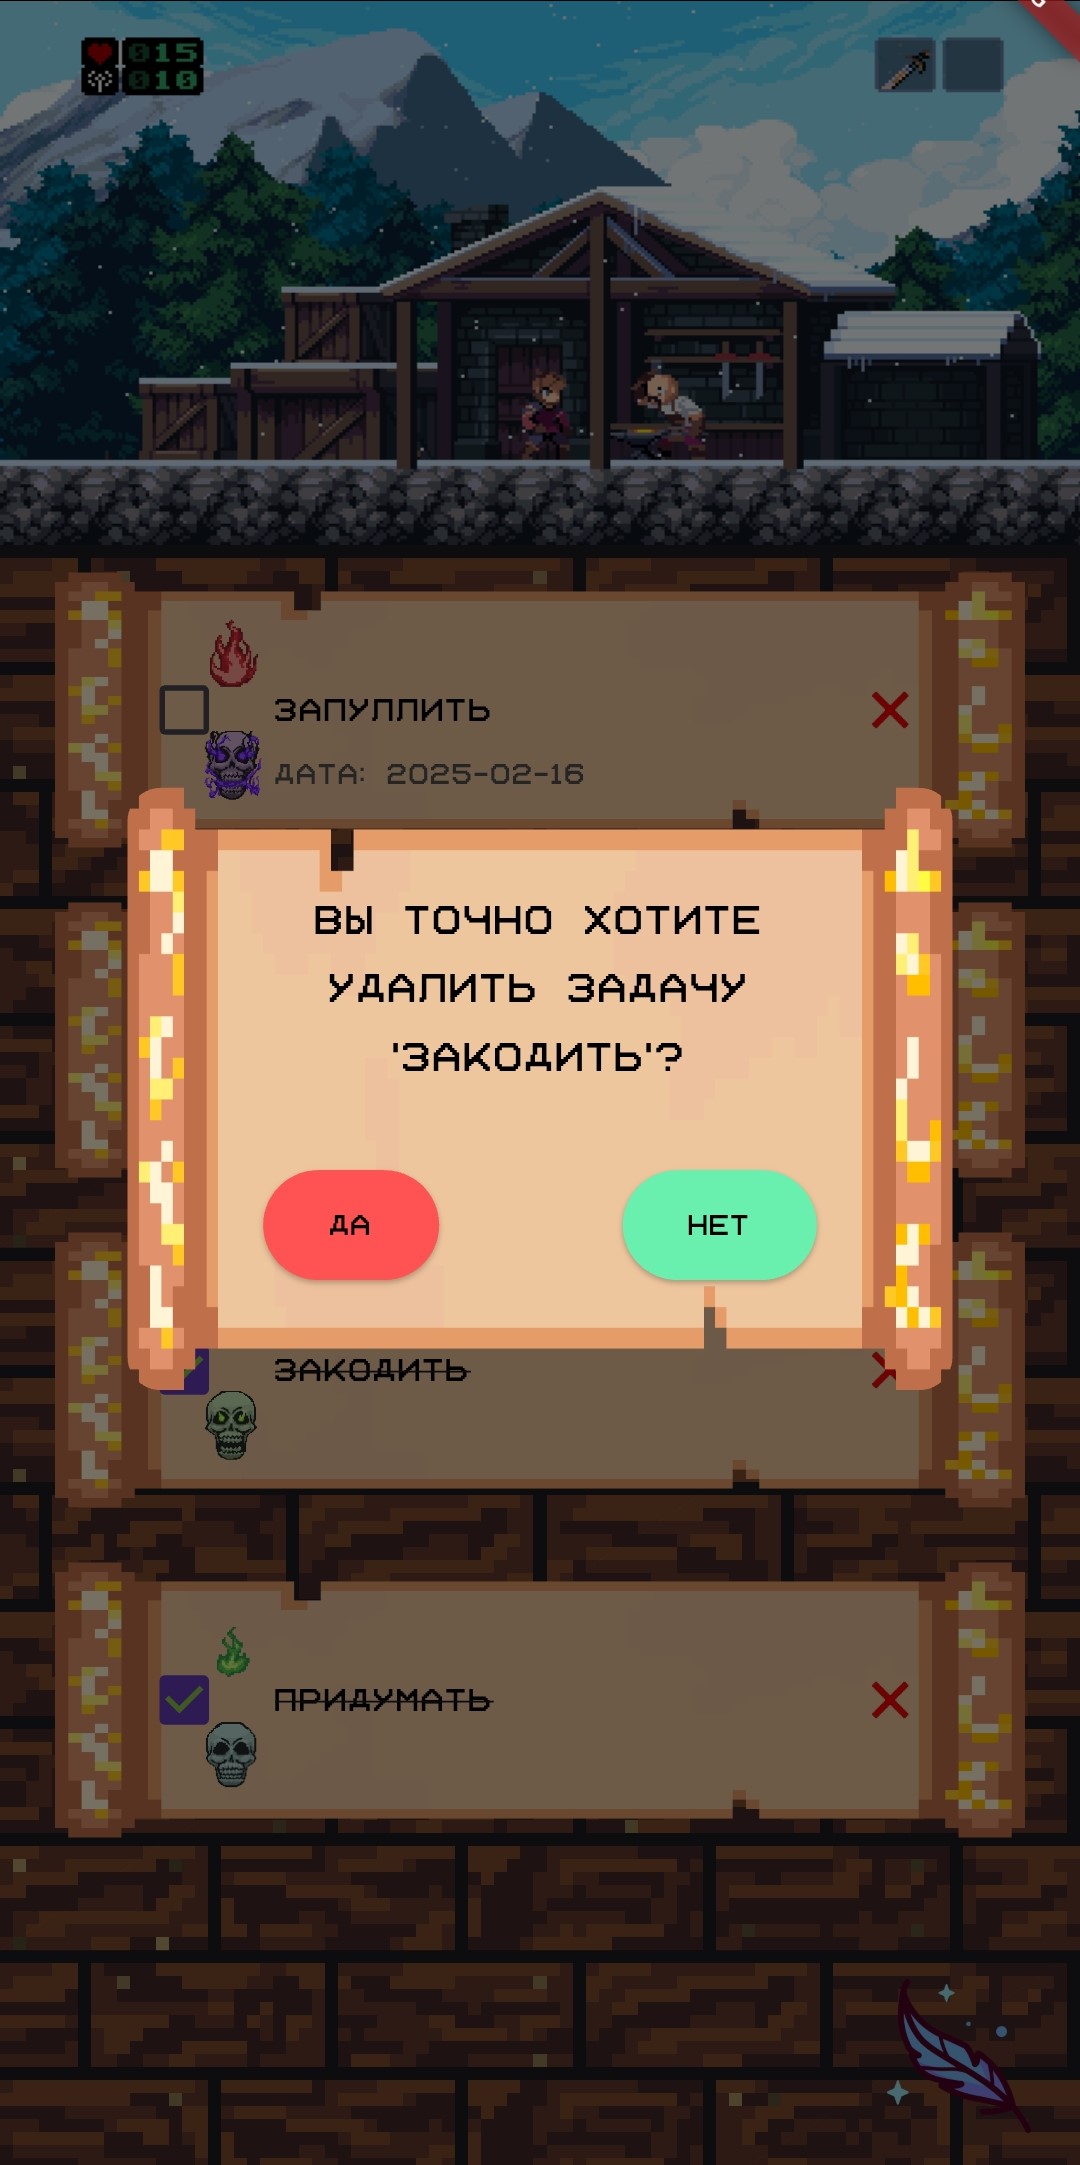 015
010
ЗАПУЛЛИТЬ
ДАТА: 2025-02-16
ВЫ ТОЧНО ХОТИТЕ
УДАЛИТЬ ЗАДАЧУ
'ЗАКОДИТЬ'?
ДА
НЕТ
ЗАКОДИТЬ
ПРИДУМАТЬ